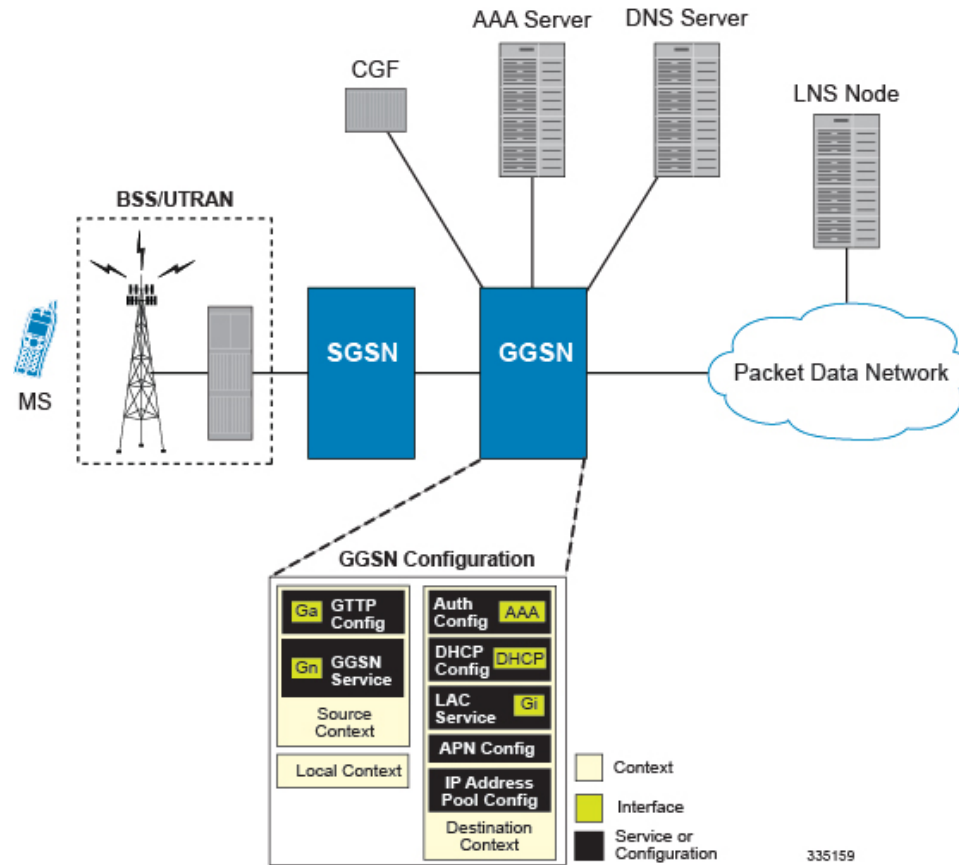 AAA Server
DNS Server
CGF
LNS Node
BSS/UTRAN
MS
SGSN
GGSN
Packet Data Network
GGSN Configuration
Ga
GTTP
Config
Gn
GGSN
Service
Source
Context
Local Context
Auth
Config
AAA
DHCP
Config
DHCP
LAC
Service
Gi
APN Config
IP Address
Pool Config
Destination
Context
Context
Interface
Service or
Configuration
335159